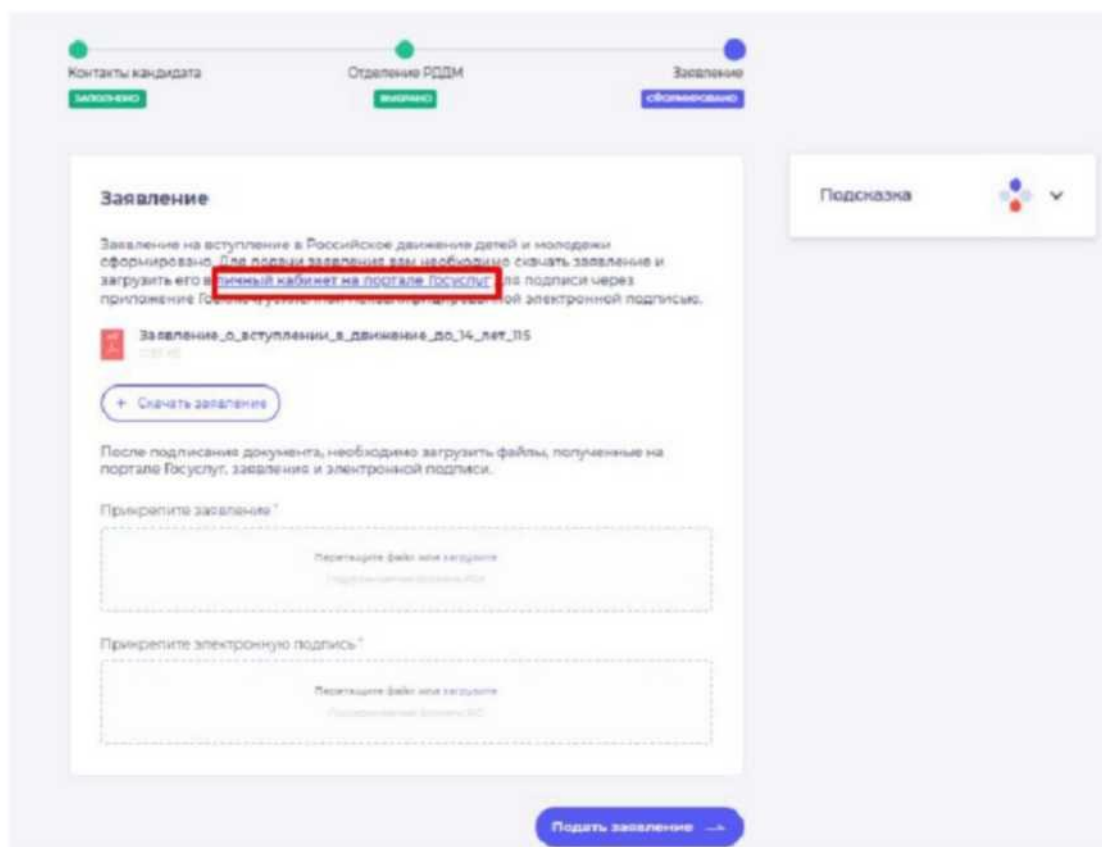 Контакты кандидата
Отделение РДДМ
Заявление
ЗАПОЛНЕНО
ВЫБРАНО
СФОРМИРОВАНО
Заявление
Подсказка
Заявление на вступление в Российское движение детей и молодежи
сформировано. Для подачи заявления вам необходимо скачать заявление и
загрузить его в личный кабинет на портале Госуслуг для подписи через
приложение электронной подписью.
Заявление_о_вступлении_в_движение_до_14_лет_115
+ Скачать заявление
После подписания документа, необходимо загрузить файлы, полученные на
портале Госуслуг, заявления и электронной подписи.
Прикрепите заявление *
Перетащите файл или загрузите
Прикрепите электронную подпись *
Перетащите файл или загрузите
Подать заявление →